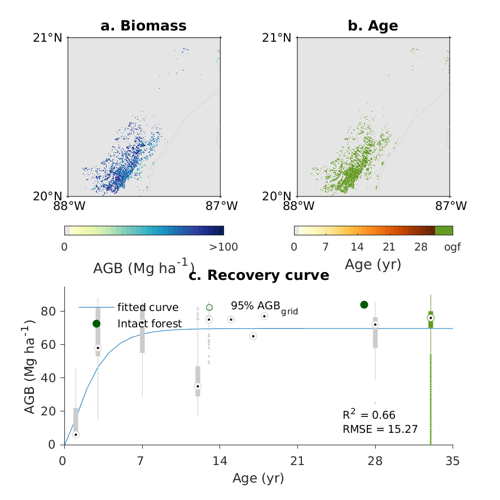 a. Biomass
b. Age
21°N
21°N
20°N
20°N
88°W
87°W
88°W
87°W
0
>100
0 7 14 21 28 ogf
AGB (Mg ha⁻¹)
Age (yr)
c. Recovery curve
fitted curve
95% AGB_grid
Intact forest
80
60
40
20
0
AGB (Mg ha⁻¹)
R² = 0.66
RMSE = 15.27
0 7 14 21 28 35
Age (yr)